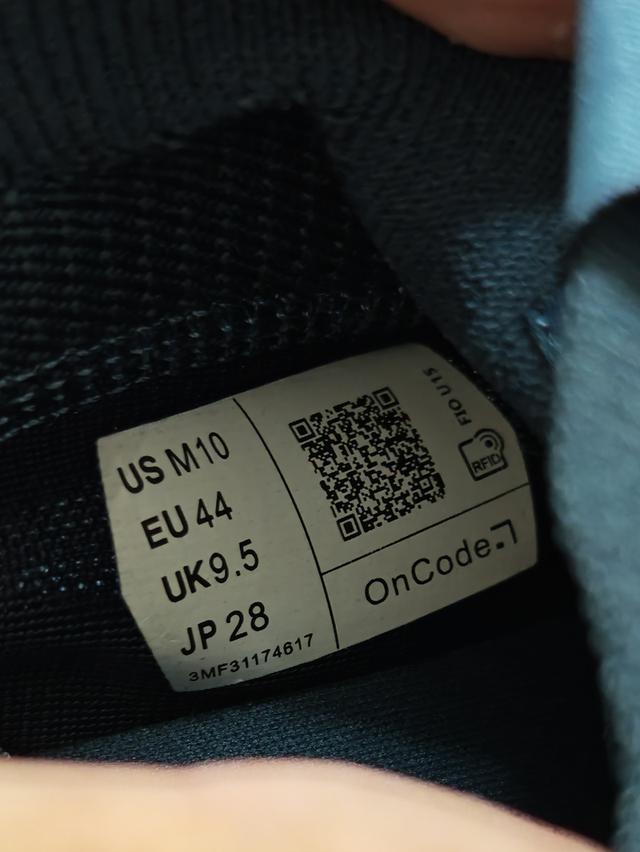 US M10
EU 44
UK9.5
JP 28
3MF31174617
FIO U15
RFID
OnCode